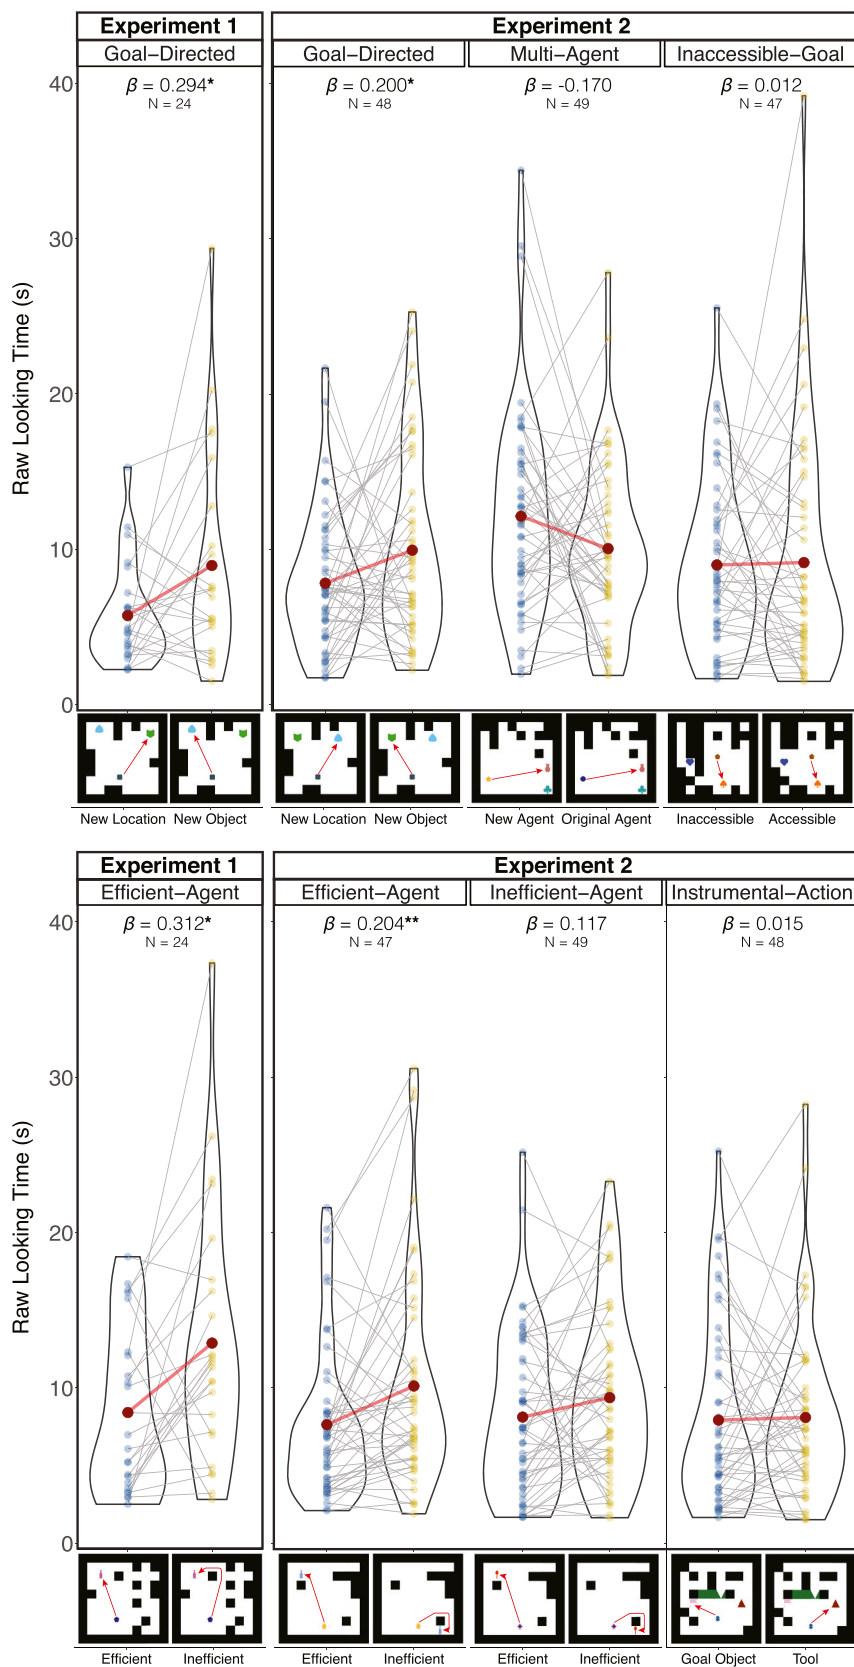 Experiment 1
Experiment 2
Goal–Directed
Goal–Directed
Multi–Agent
Inaccessible–Goal
β = 0.294*
N = 24
β = 0.200*
N = 48
β = -0.170
N = 49
β = 0.012
N = 47
40
30
20
10
0
Raw Looking Time (s)
New Location
New Object
New Location
New Object
New Agent
Original Agent
Inaccessible
Accessible
Experiment 1
Experiment 2
Efficient–Agent
Efficient–Agent
Inefficient–Agent
Instrumental–Action
β = 0.312*
N = 24
β = 0.204**
N = 47
β = 0.117
N = 49
β = 0.015
N = 48
40
30
20
10
0
Raw Looking Time (s)
Efficient
Inefficient
Efficient
Inefficient
Efficient
Inefficient
Goal Object
Tool